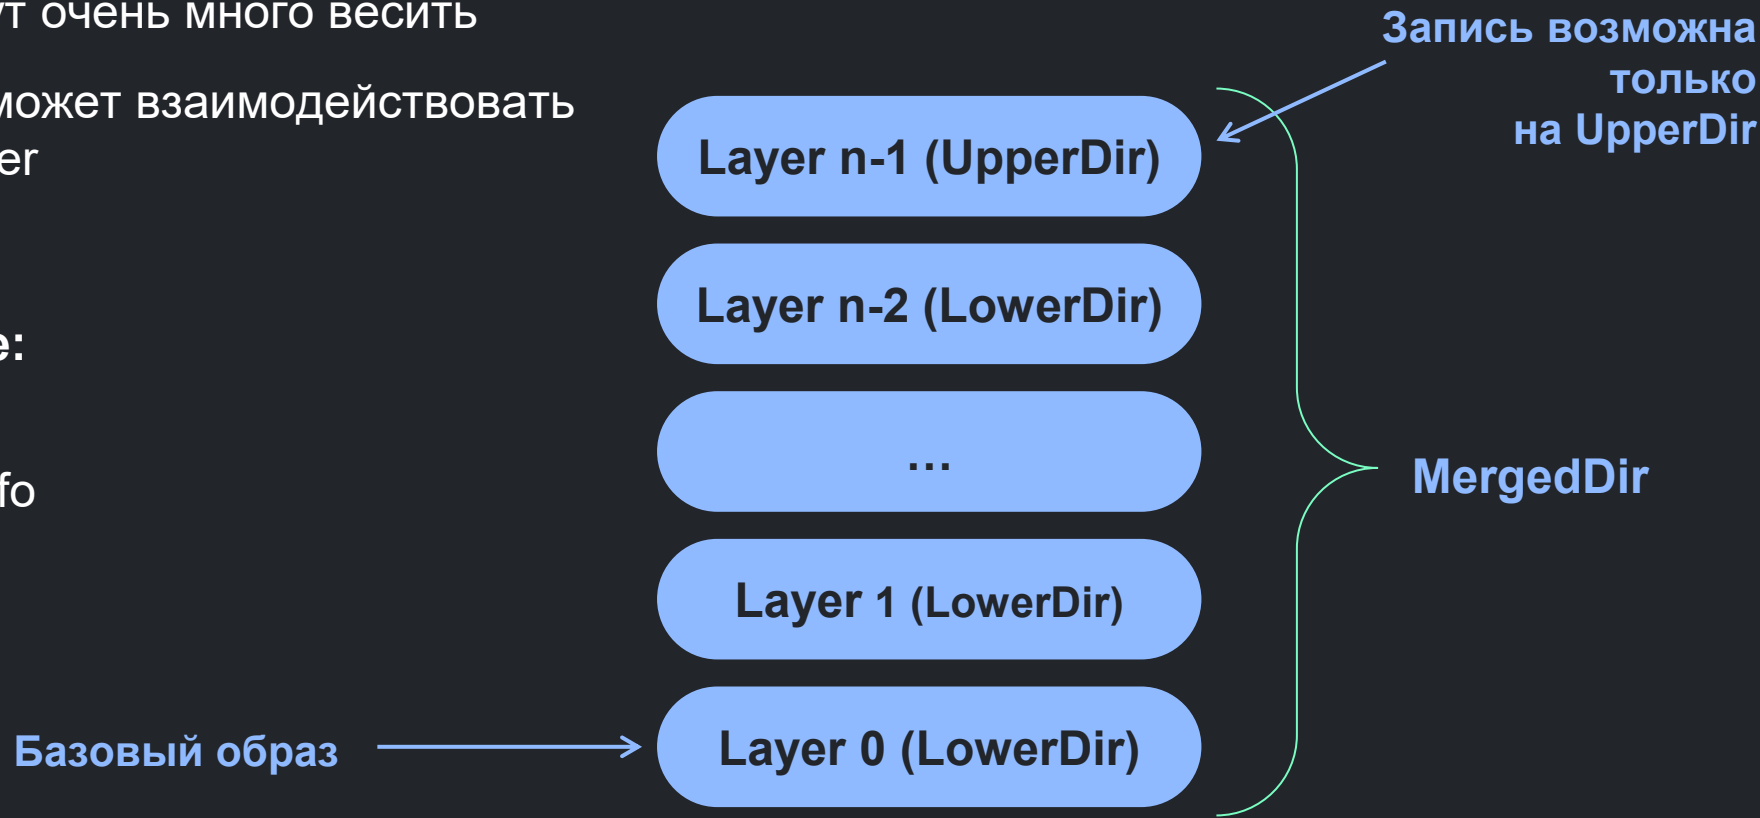 ут очень много весить
может взаимодействовать
er
e:
fo
Запись возможна
только
на UpperDir
Layer n-1 (UpperDir)
Layer n-2 (LowerDir)
...
Layer 1 (LowerDir)
Layer 0 (LowerDir)
MergedDir
Базовый образ